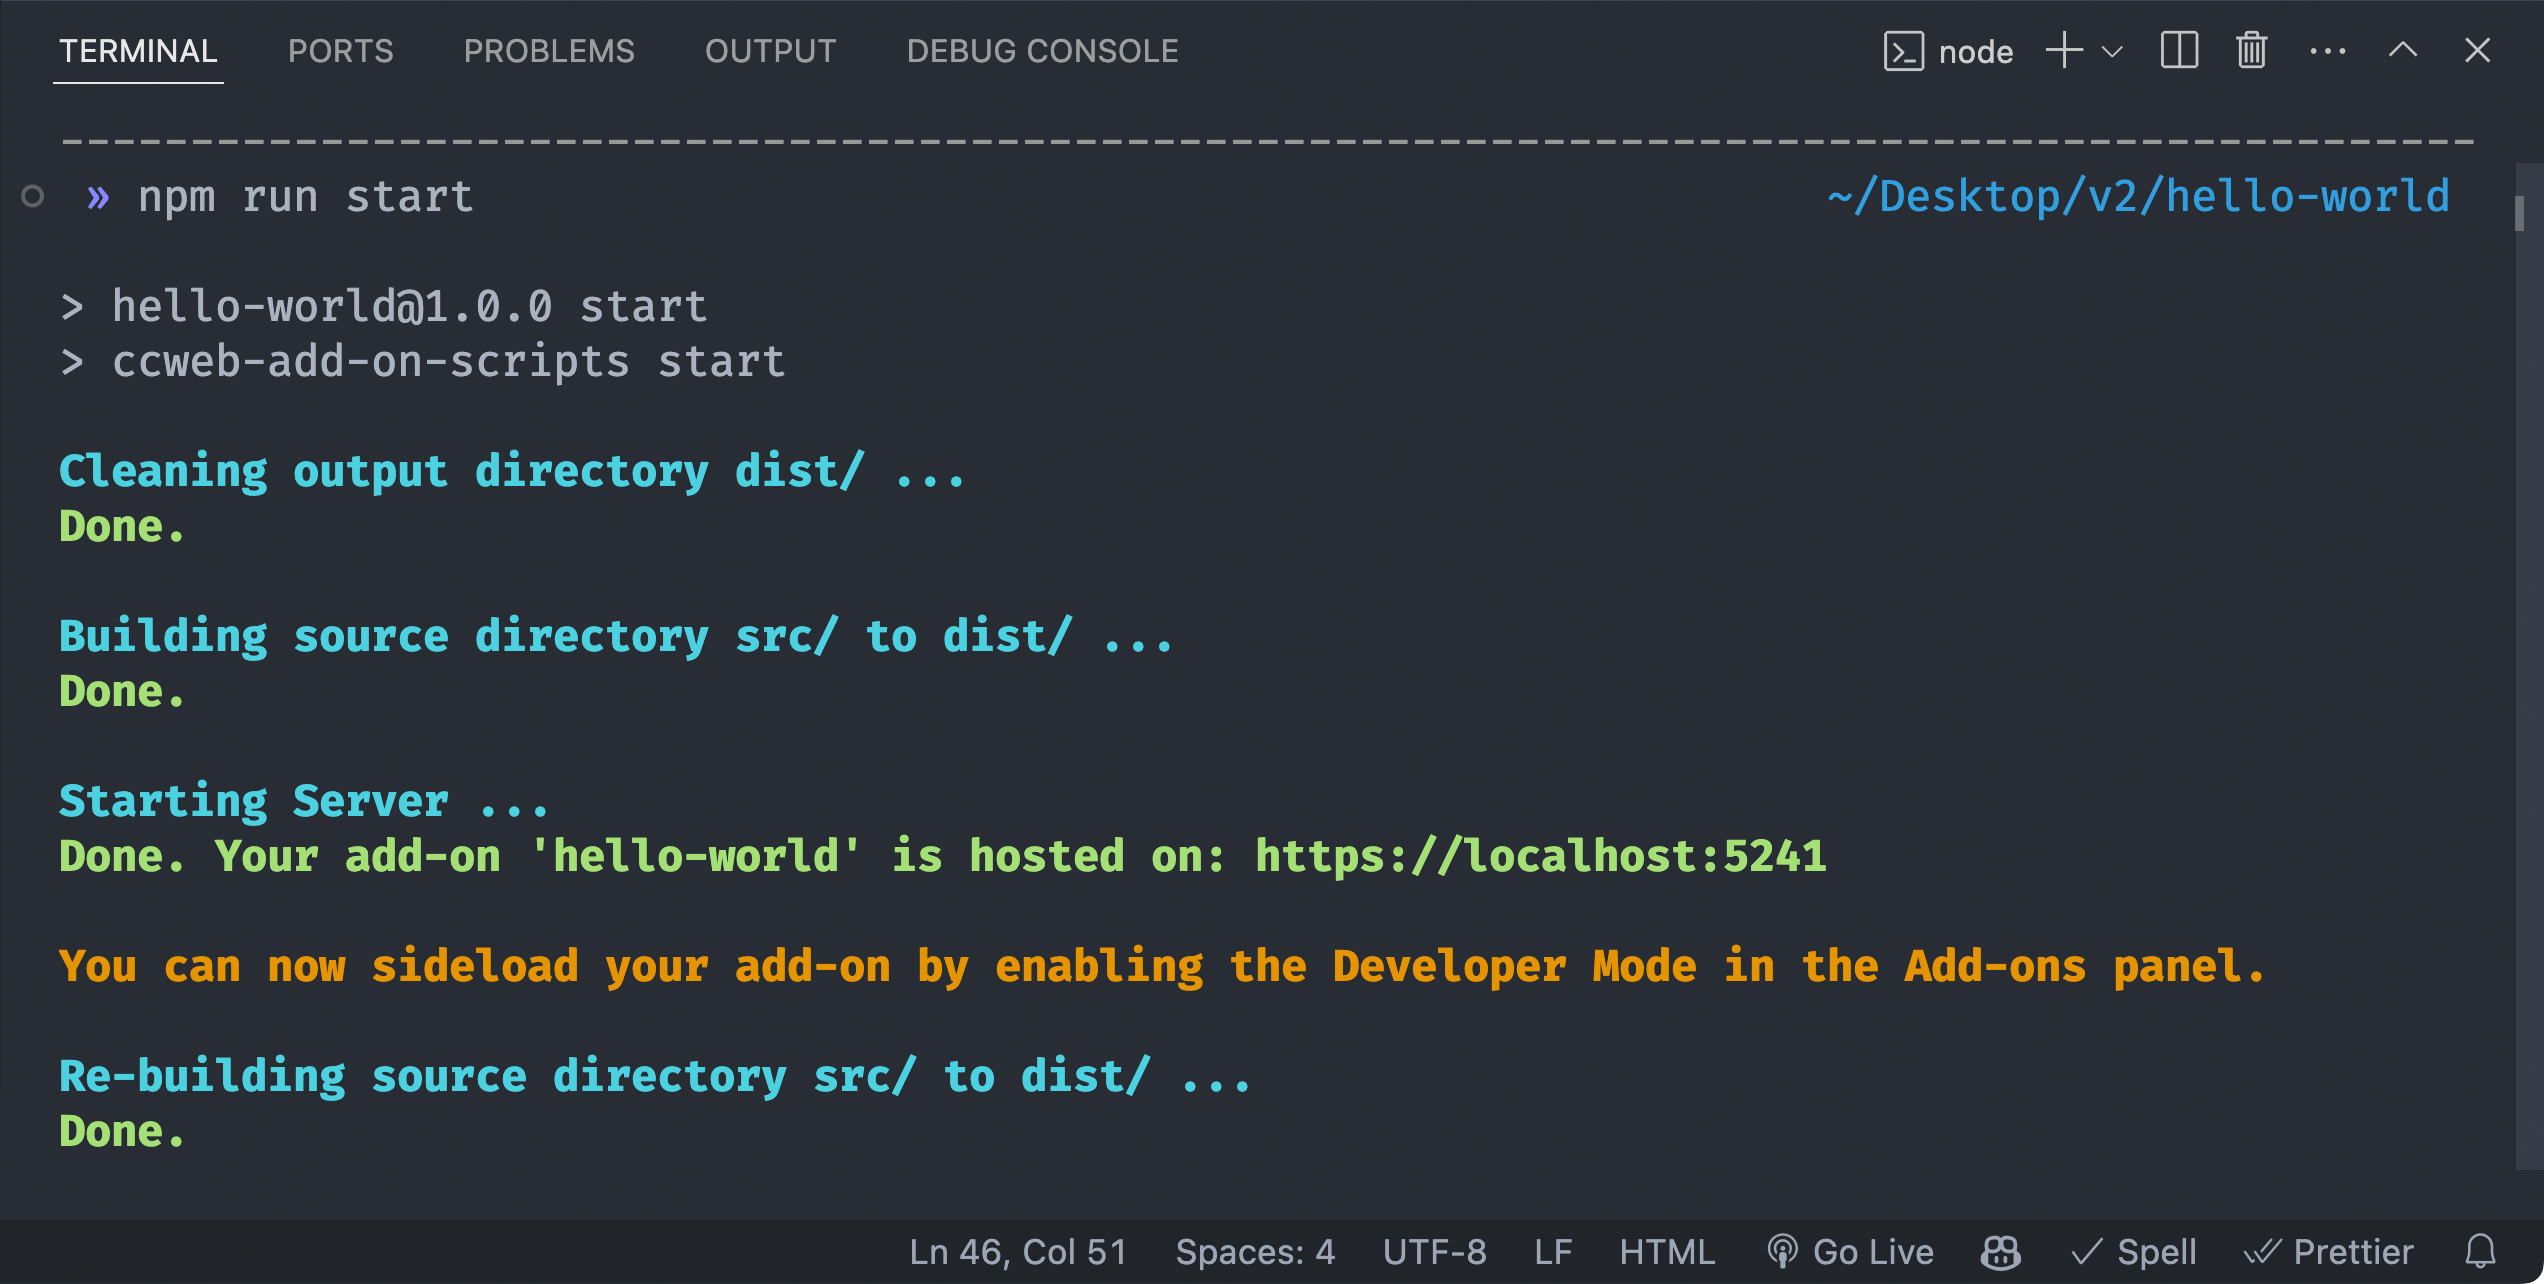 TERMINAL PORTS PROBLEMS OUTPUT DEBUG CONSOLE node
» npm run start ~/Desktop/v2/hello-world
> hello-world@1.0.0 start
> ccweb-add-on-scripts start
Cleaning output directory dist/ ...
Done.
Building source directory src/ to dist/ ...
Done.
Starting Server ...
Done. Your add-on 'hello-world' is hosted on: https://localhost:5241
You can now sideload your add-on by enabling the Developer Mode in the Add-ons panel.
Re-building source directory src/ to dist/ ...
Done.
Ln 46, Col 51 Spaces: 4 UTF-8 LF HTML Go Live Spell Prettier